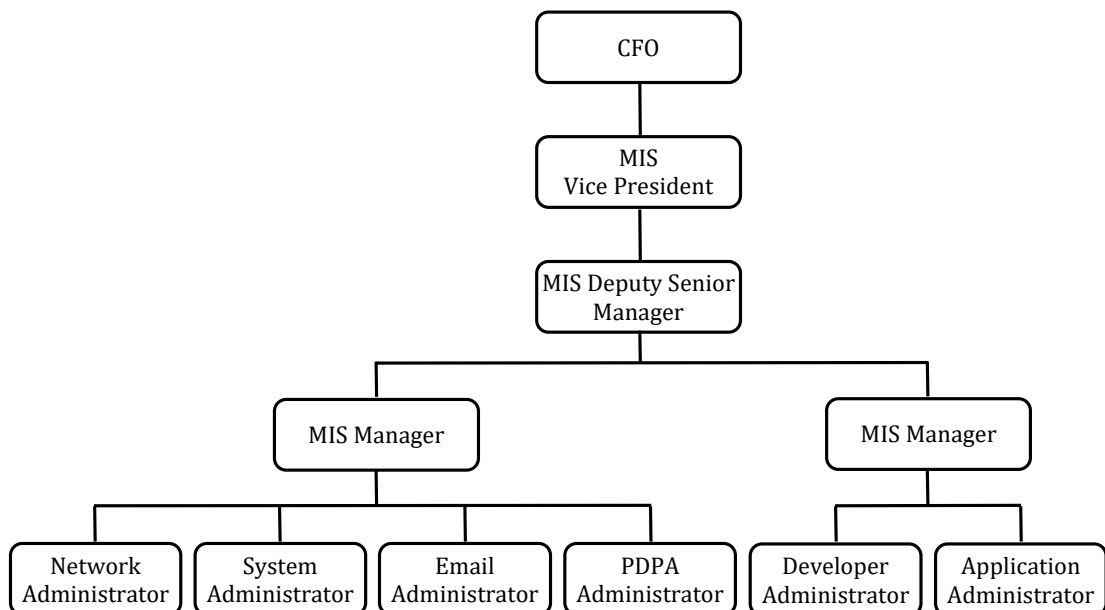 CFO
MIS
Vice President
MIS Deputy Senior
Manager
MIS Manager
MIS Manager
Network
Administrator
System
Administrator
Email
Administrator
PDPA
Administrator
Developer
Administrator
Application
Administrator